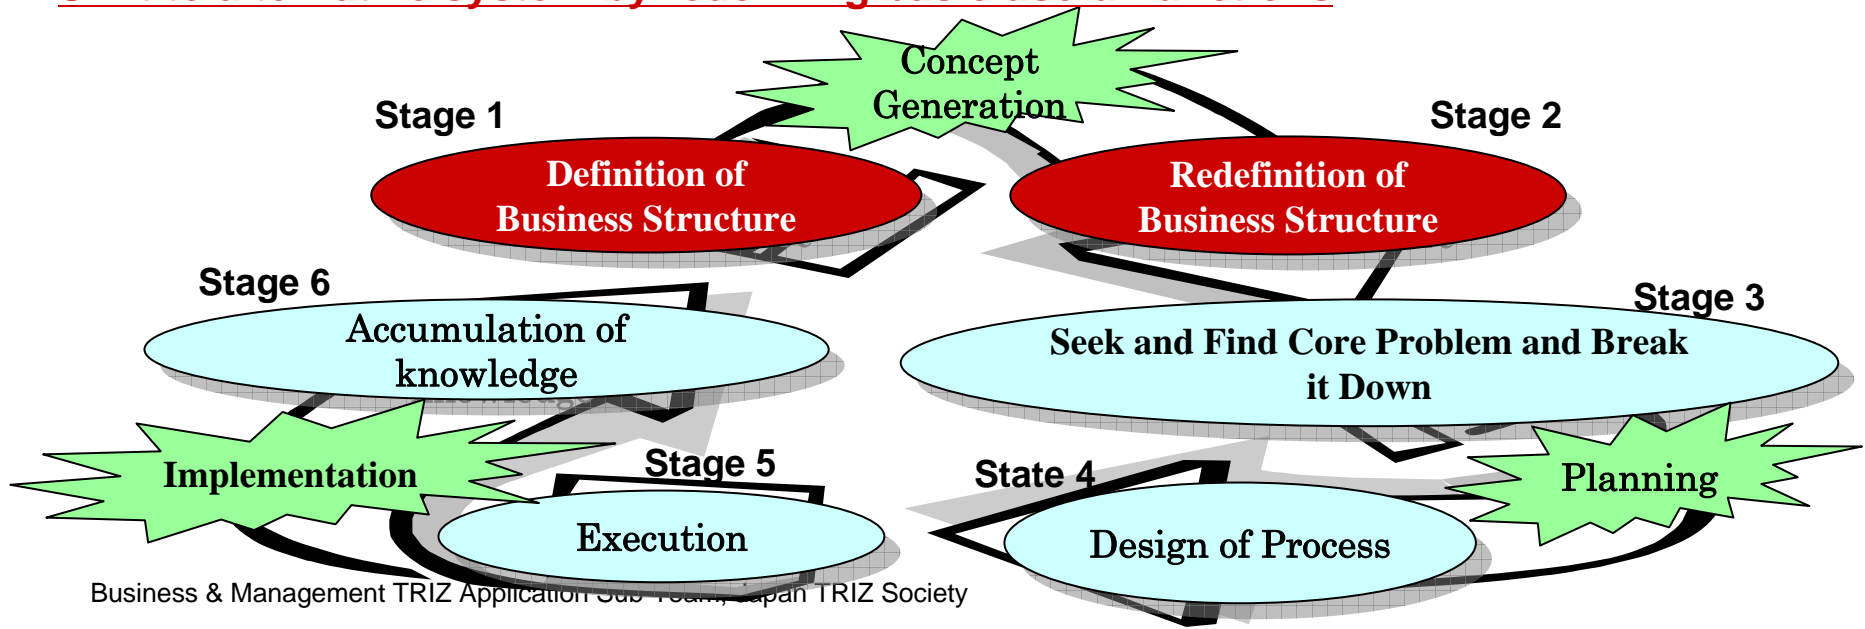 Concept
Generation
Stage 1
Stage 2
Definition of
Business Structure
Redefinition of
Business Structure
Stage 6
Stage 3
Accumulation of
knowledge
Seek and Find Core Problem and Break
it Down
Implementation
Stage 5
State 4
Planning
Execution
Design of Process
Business & Management TRIZ Application Sub Team, Japan TRIZ Society